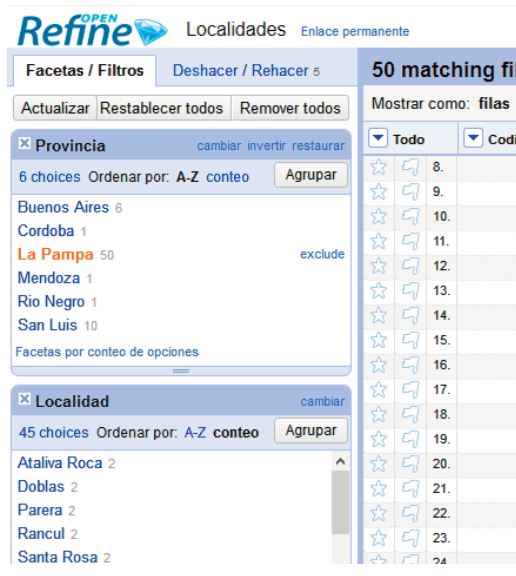 OPEN
Refine Localidades Enlace permanente
Facetas / Filtros Deshacer / Rehacer 5
Actualizar Restablecer todos Remover todos
Provincia cambiar invertir restaurar
6 choices Ordenar por: A-Z conteo Agrupar
Buenos Aires 6
Cordoba 1
La Pampa 50 exclude
Mendoza 1
Rio Negro 1
San Luis 10
Facetas por conteo de opciones
Localidad cambiar
45 choices Ordenar por: A-Z conteo Agrupar
Ataliva Roca 2
Doblas 2
Parera 2
Rancul 2
Santa Rosa 2
50 matching fi
Mostrar como: filas
Todo Codi
8.
9.
10.
11.
12.
13.
14.
15.
16.
17.
18.
19.
20.
21.
22.
23.
24.